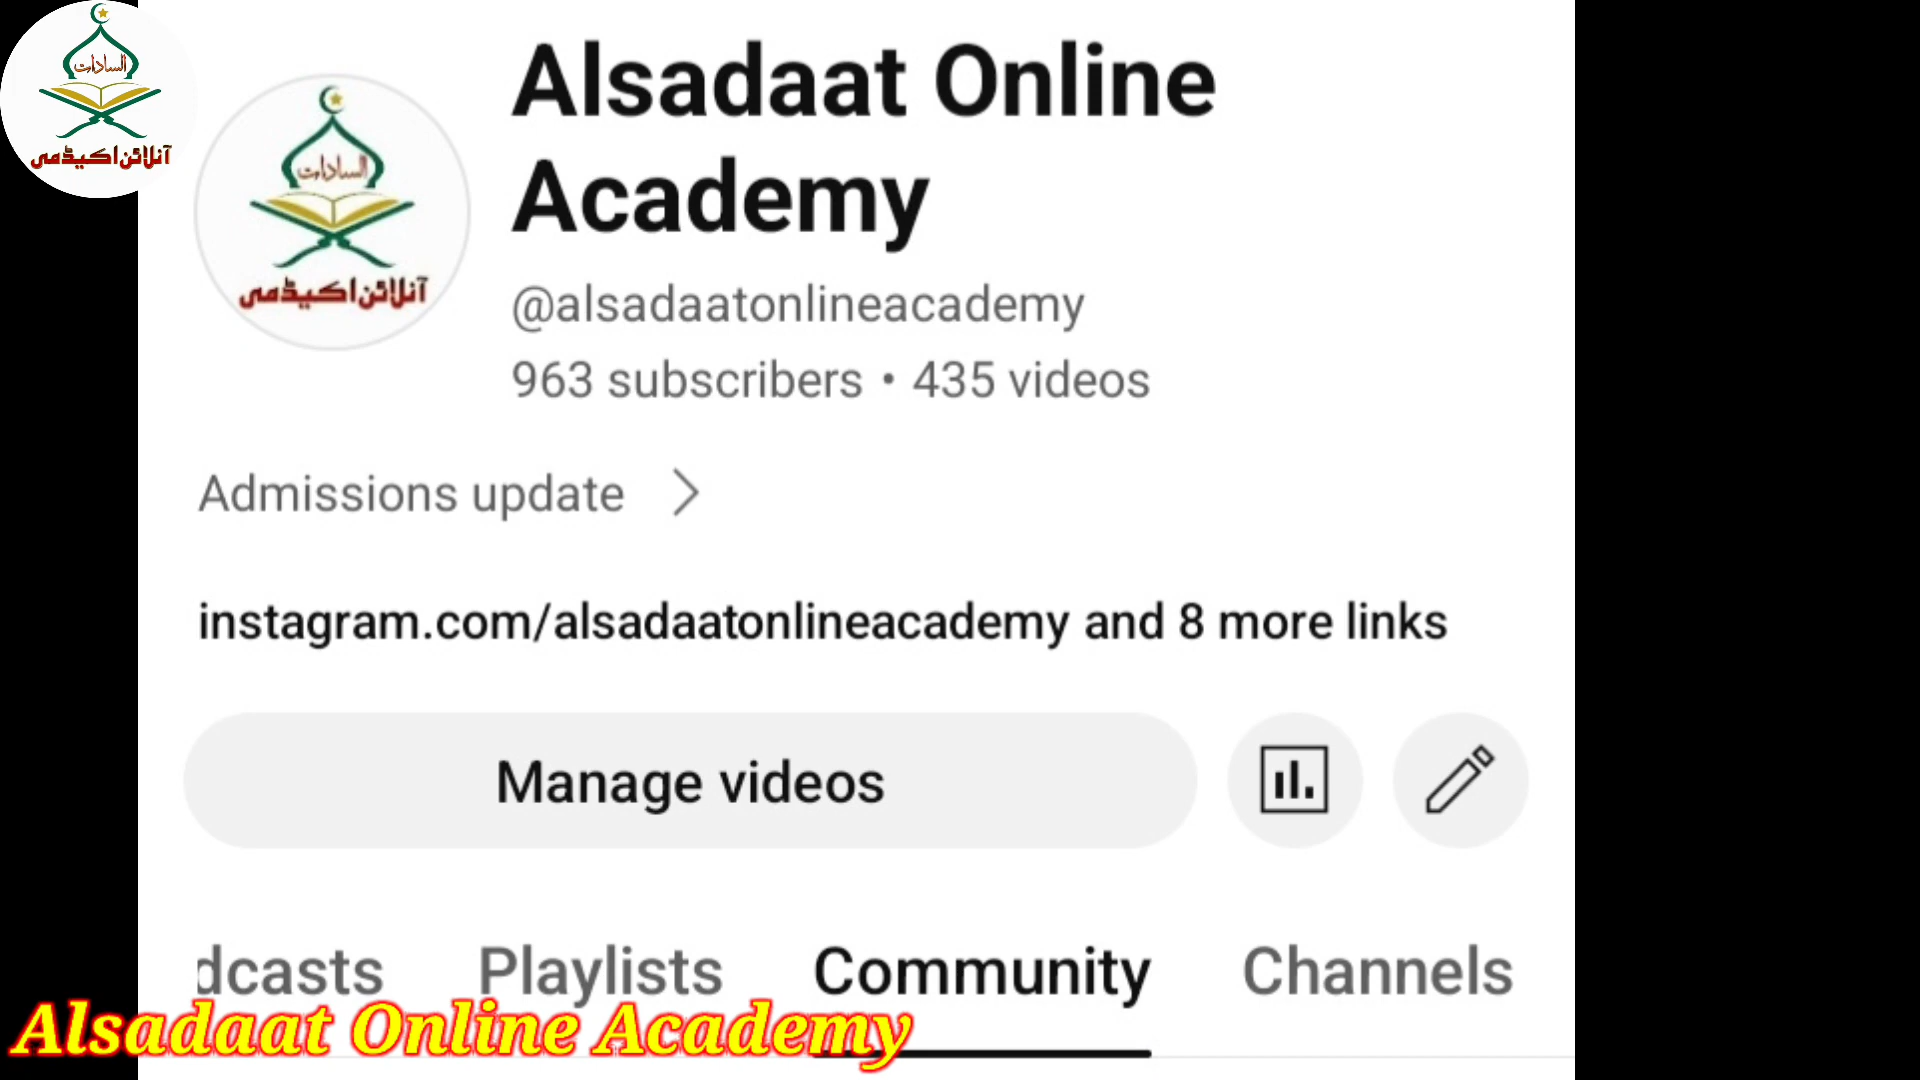 السادات
آنلائن اکیڈمی
السادات
آنلائن اکیڈمی
Alsadaat Online
Academy
@alsadaatonlineacademy
963 subscribers • 435 videos
Admissions update
instagram.com/alsadaatonlineacademy and 8 more links
Manage videos
dcasts Playlists Community Channels
Alsadaat Online Academy